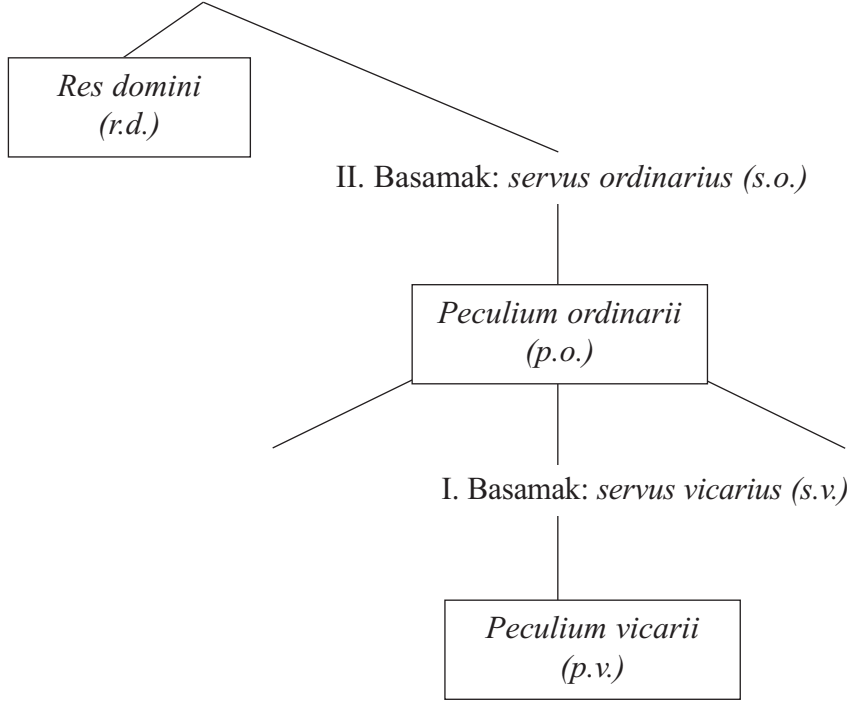 Res domini
(r.d.)
II. Basamak: servus ordinarius (s.o.)
Peculium ordinarii
(p.o.)
I. Basamak: servus vicarius (s.v.)
Peculium vicarii
(p.v.)